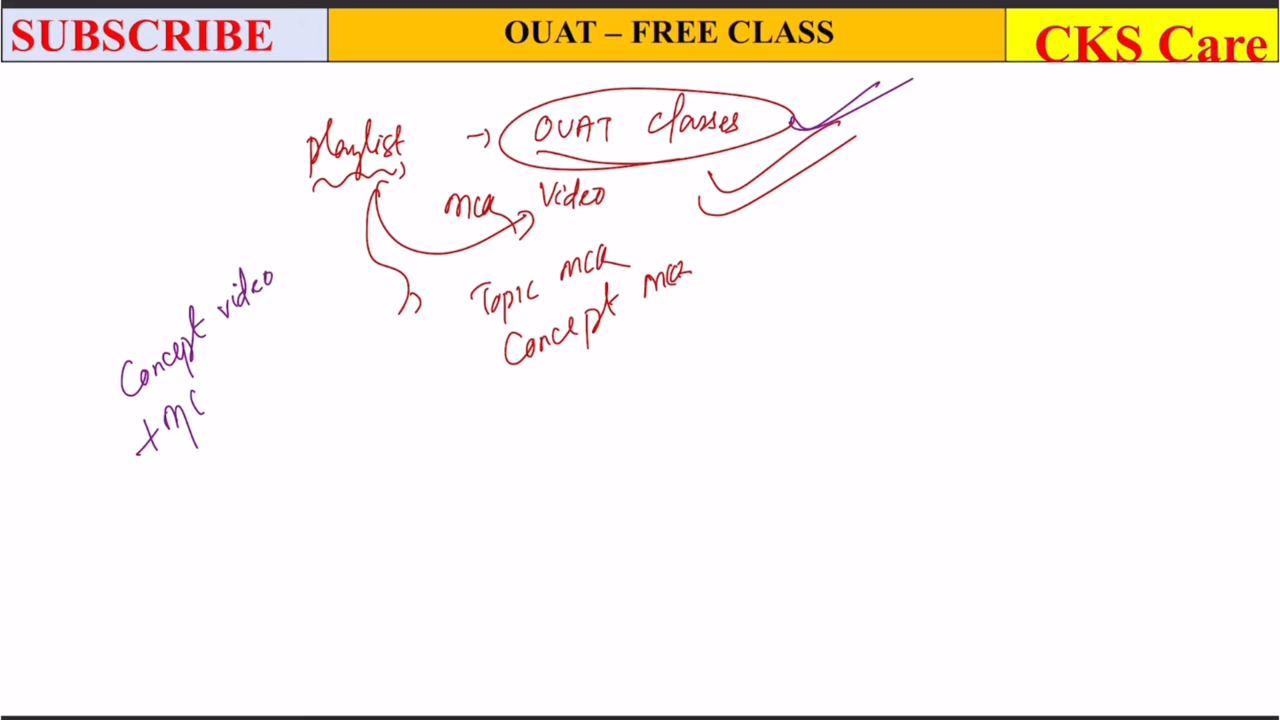 SUBSCRIBE
OUAT – FREE CLASS
CKS Care
playlist → OUAT classes
MCQ Video
Topic MCQ
Concept MCQ
Concept video
+ MC